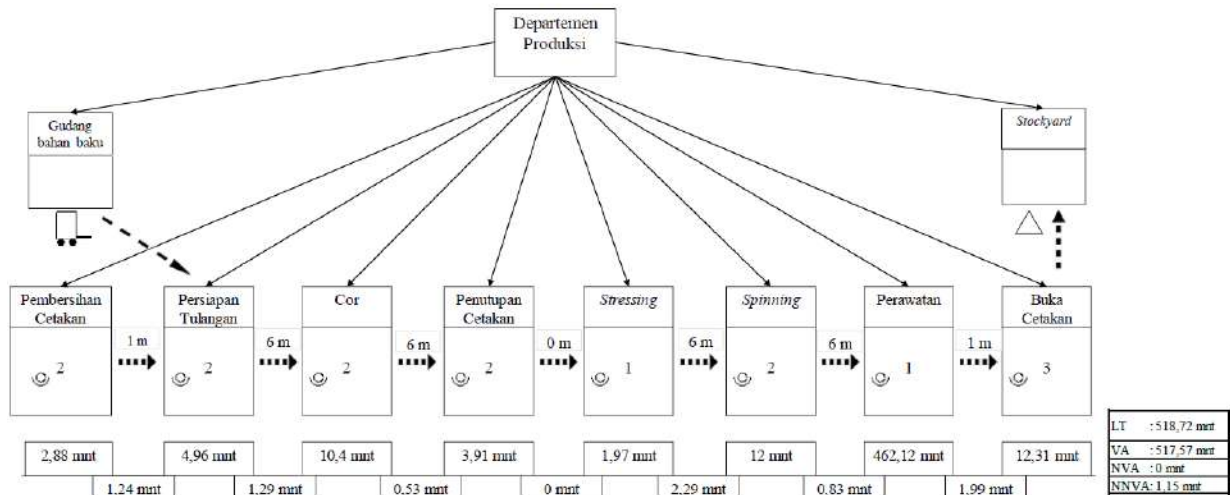 Departemen
Produksi
Gudang
bahan baku
Stockyard
Pembersihan
Cetakan
Persiapan
Tulangan
Cor
Penutupan
Cetakan
Stressing
Spinning
Perawatan
Buka
Cetakan
1 m
6 m
6 m
0 m
6 m
6 m
1 m
2
2
2
2
1
2
1
3
2,88 mnt
4,96 mnt
10,4 mnt
3,91 mnt
1,97 mnt
12 mnt
462,12 mnt
12,31 mnt
1,24 mnt
1,29 mnt
0,53 mnt
0 mnt
2,29 mnt
0,83 mnt
1,99 mnt
LT : 518,72 mnt
VA : 517,57 mnt
NVA : 0 mnt
NNVA: 1,15 mnt